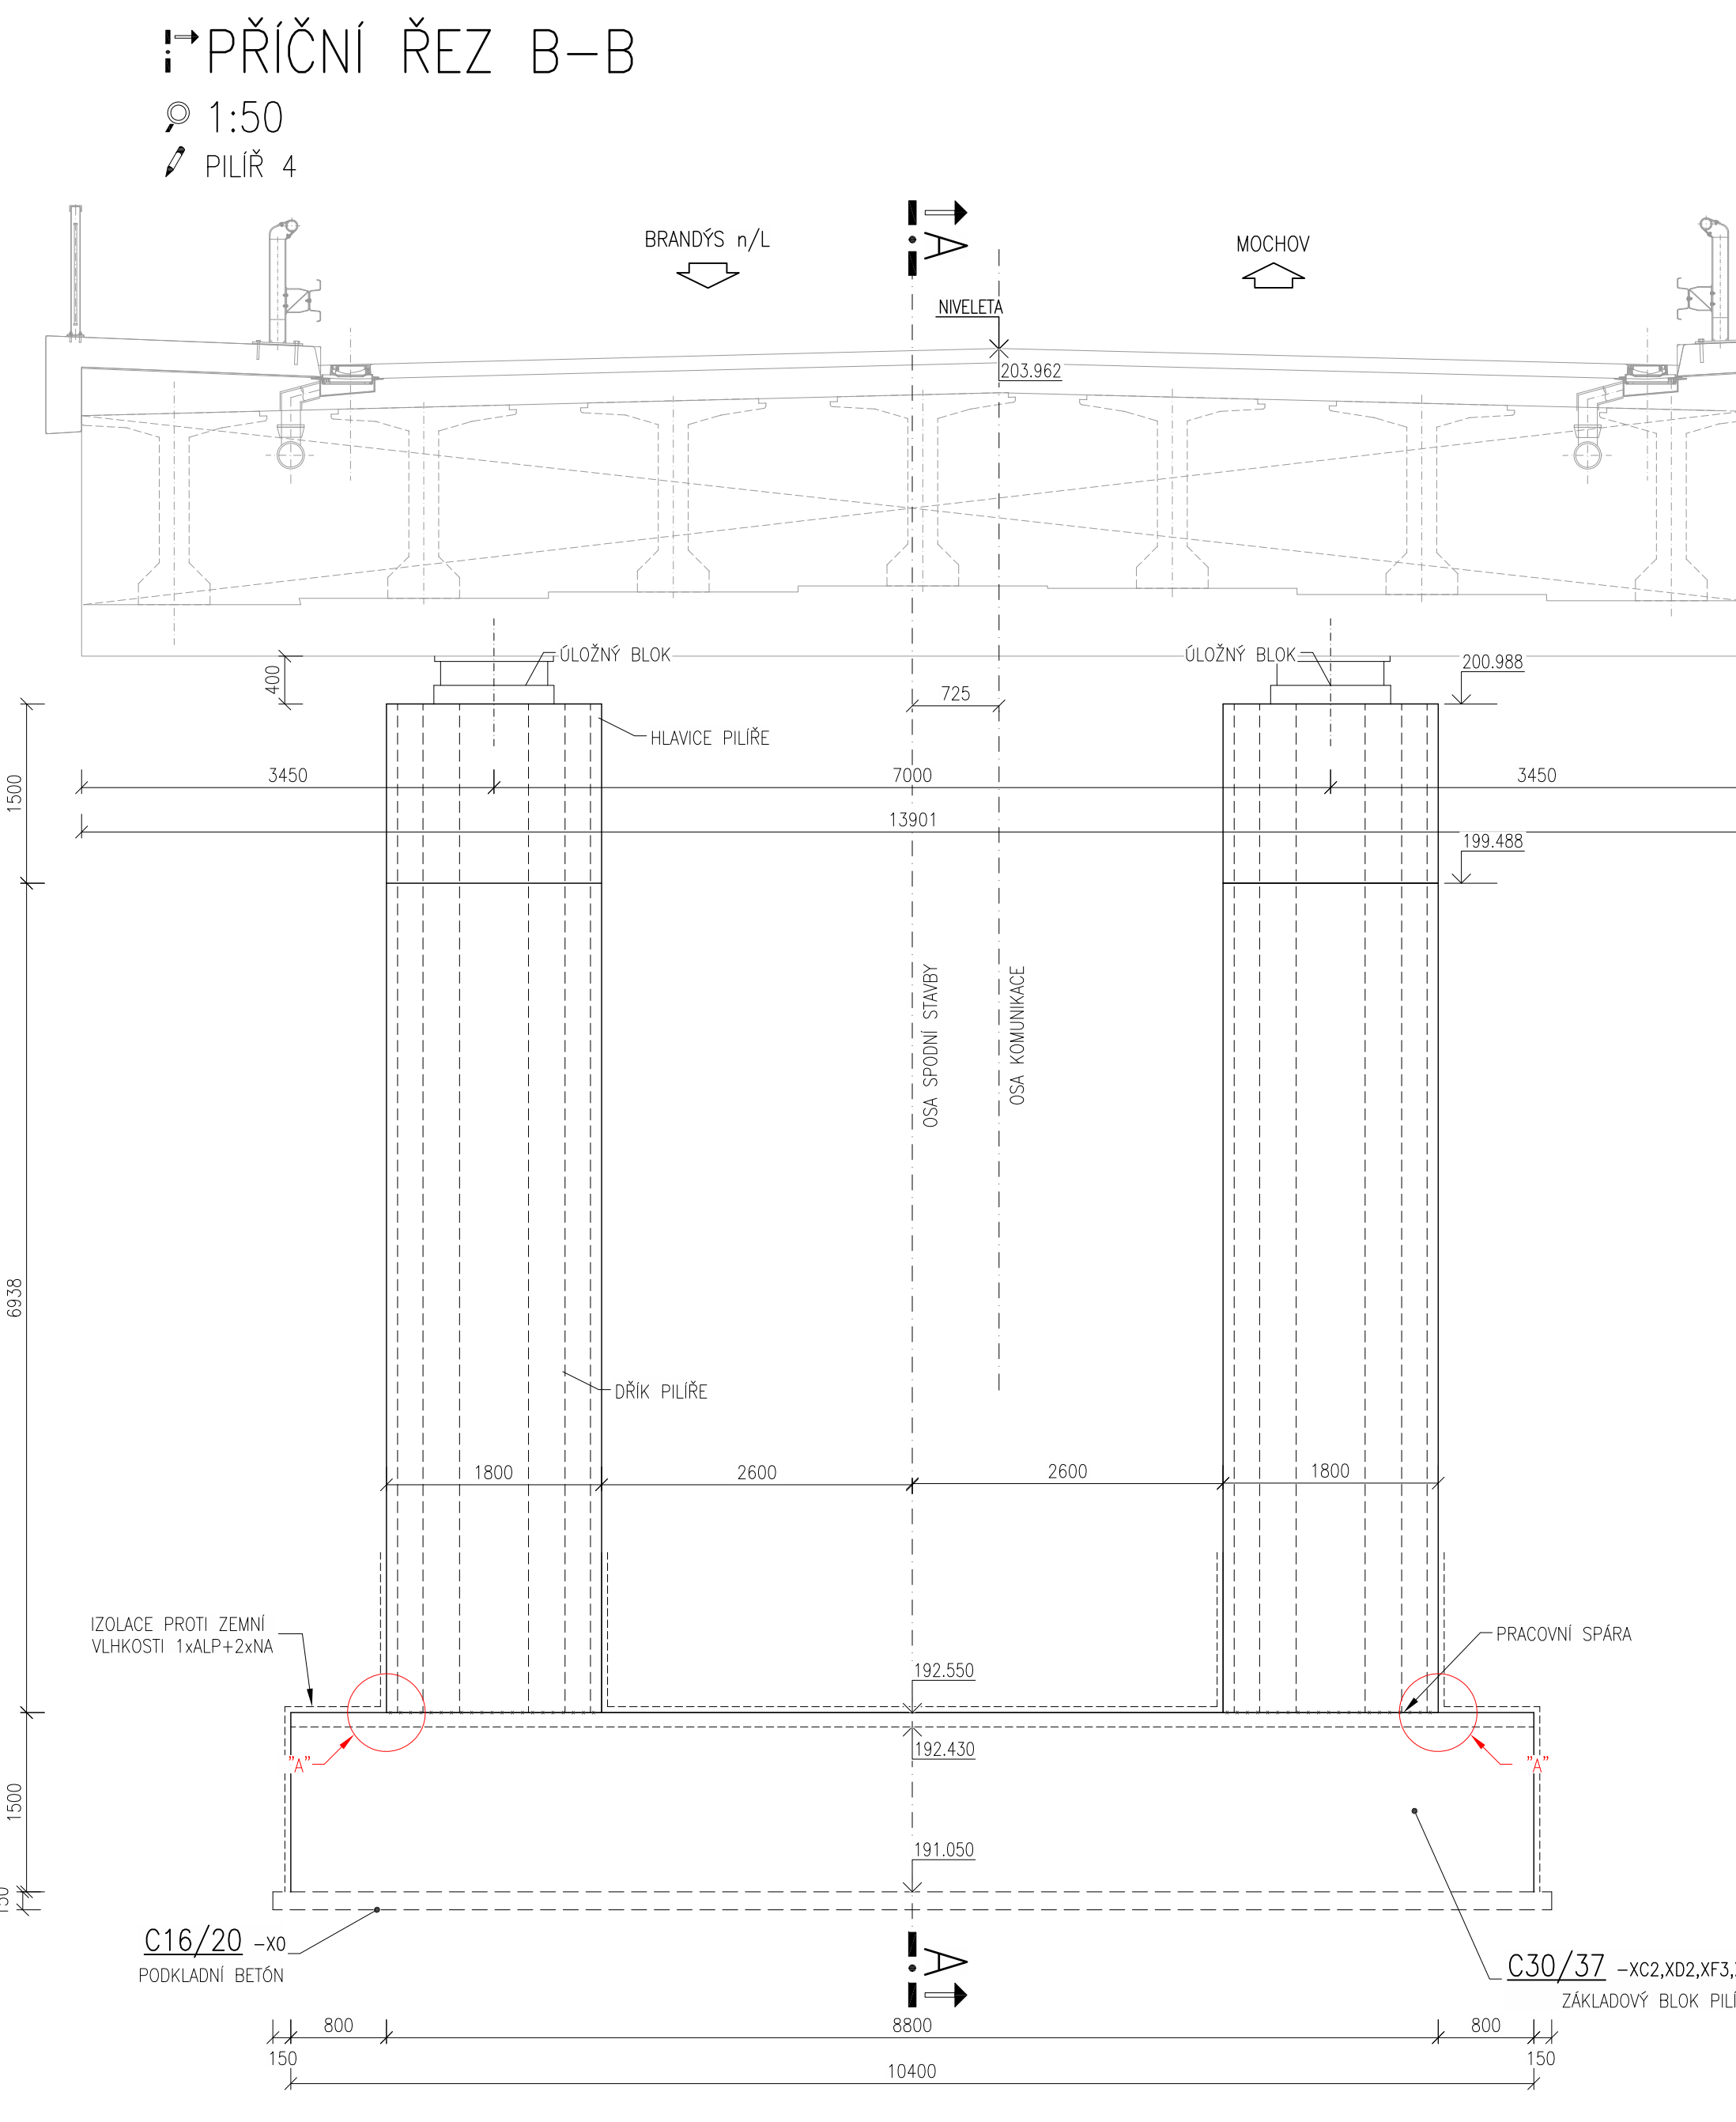 PŘÍČNÍ ŘEZ B-B
1:50
PILÍŘ 4
A
BRANDÝS n/L
MOCHOV
NIVELETA
203.962
ÚLOŽNÝ BLOK
ÚLOŽNÝ BLOK
200.988
400
725
HLAVICE PILÍŘE
1500
3450
7000
3450
13901
199.488
OSA SPODNÍ STAVBY
OSA KOMUNIKACE
6938
DŘÍK PILÍŘE
1800
2600
2600
1800
IZOLACE PROTI ZEMNÍ
VLHKOSTI 1xALP+2xNA
PRACOVNÍ SPÁRA
192.550
192.430
"A"
"A"
1500
191.050
150
C16/20 -X0
PODKLADNÍ BETÓN
A
C30/37 -XC2,XD2,XF3,
ZÁKLADOVÝ BLOK PILÍ
800
8800
800
150
150
10400